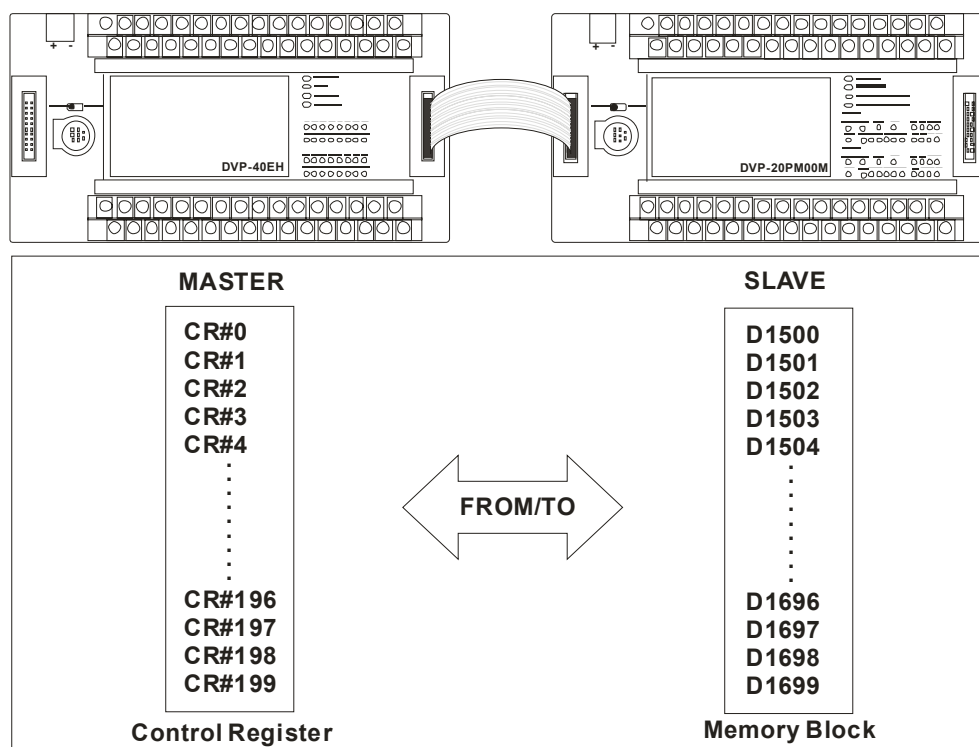 + -
+ -
DVP-40EH
DVP-20PM00M
MASTER
CR#0
CR#1
CR#2
CR#3
CR#4
CR#196
CR#197
CR#198
CR#199
Control Register
FROM/TO
SLAVE
D1500
D1501
D1502
D1503
D1504
D1696
D1697
D1698
D1699
Memory Block